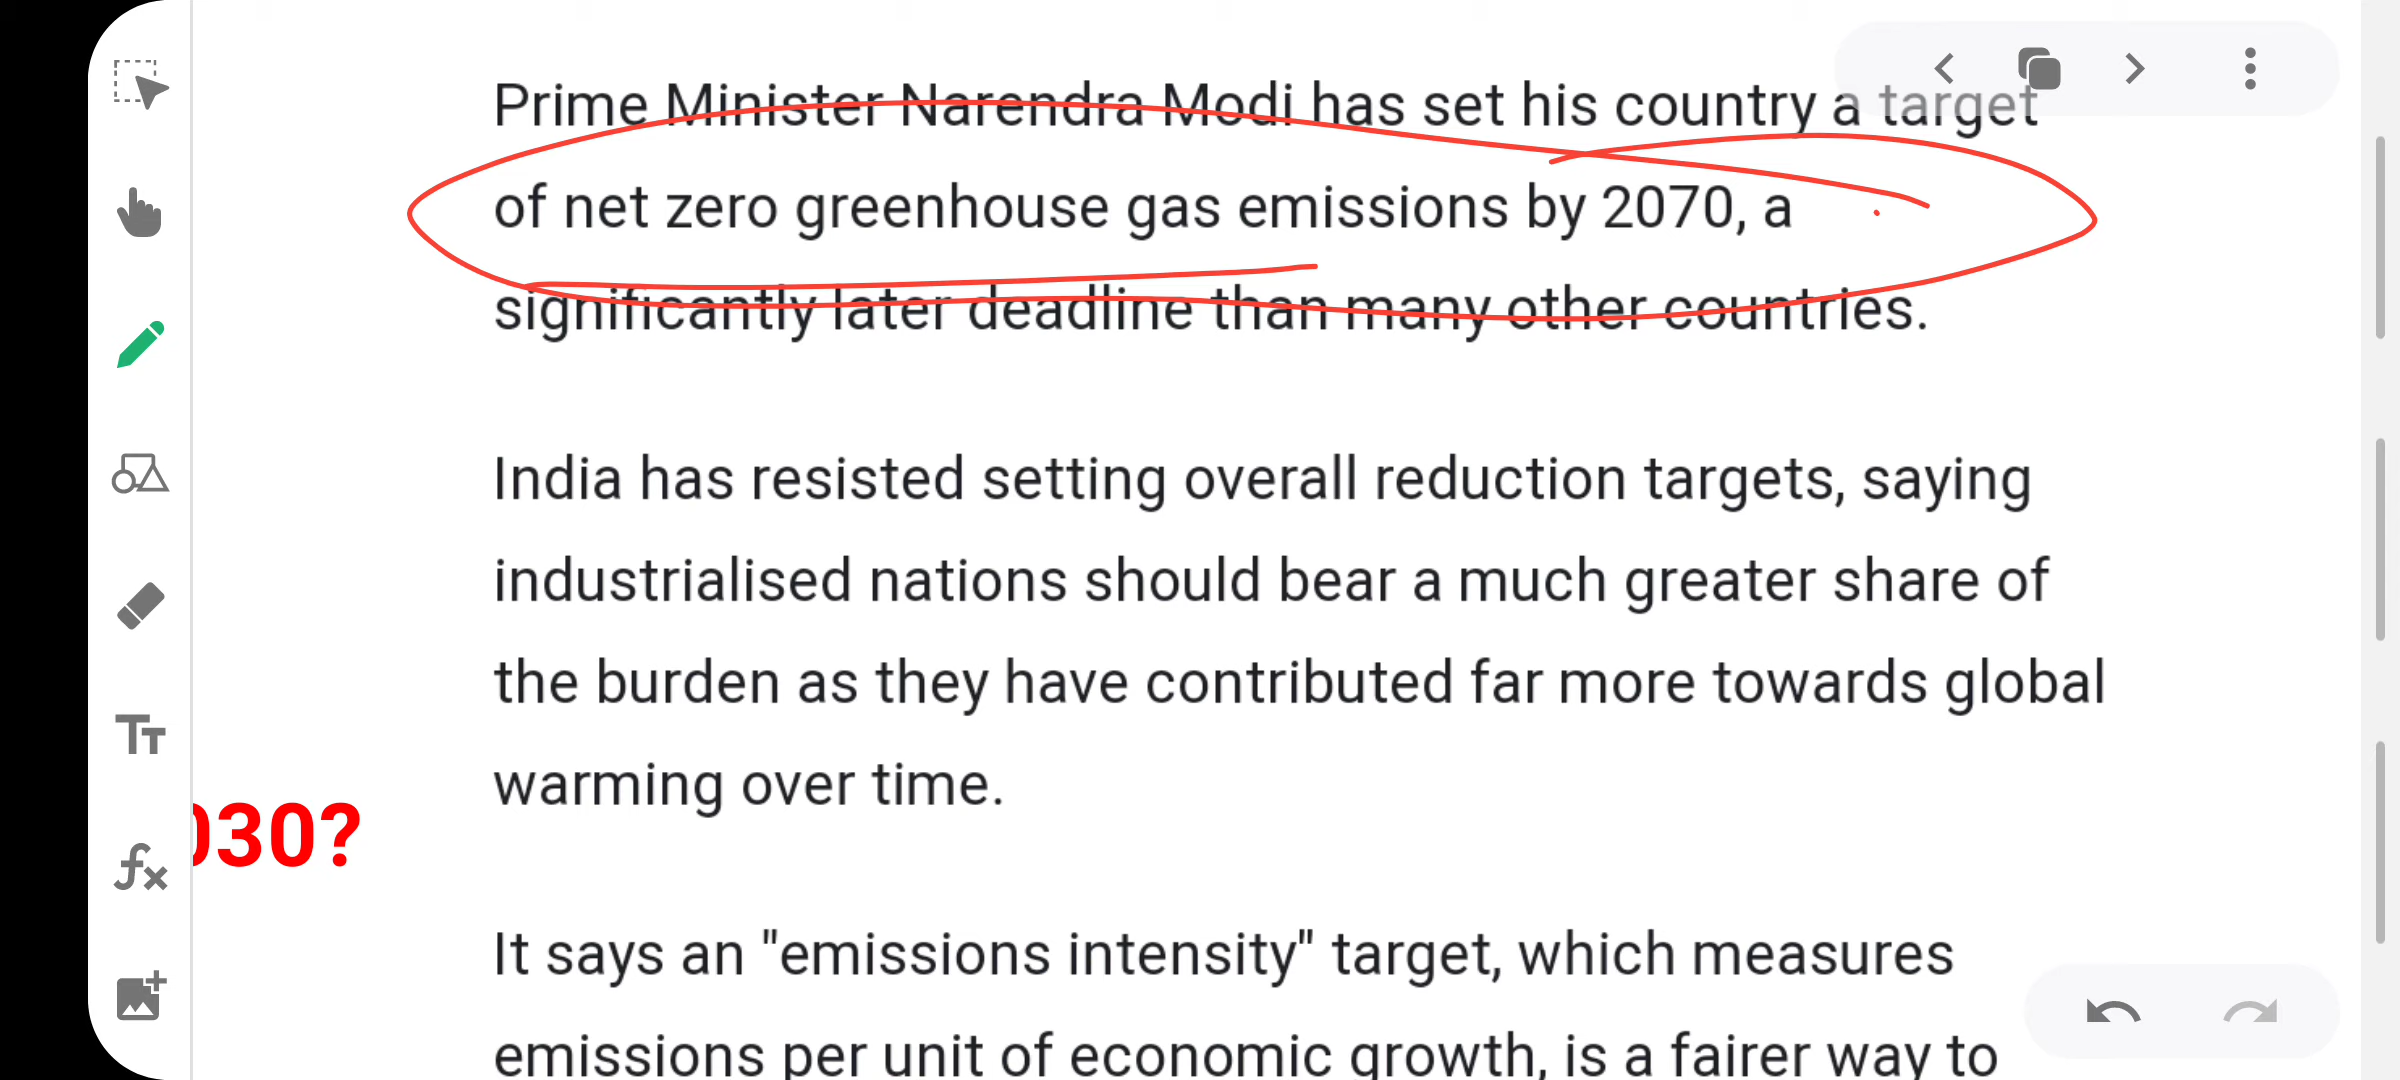 Prime Minister Narendra Modi has set his country a target
of net zero greenhouse gas emissions by 2070, a
significantly later deadline than many other countries.
India has resisted setting overall reduction targets, saying
industrialised nations should bear a much greater share of
the burden as they have contributed far more towards global
warming over time.
030?
It says an "emissions intensity" target, which measures
emissions per unit of economic growth, is a fairer way to